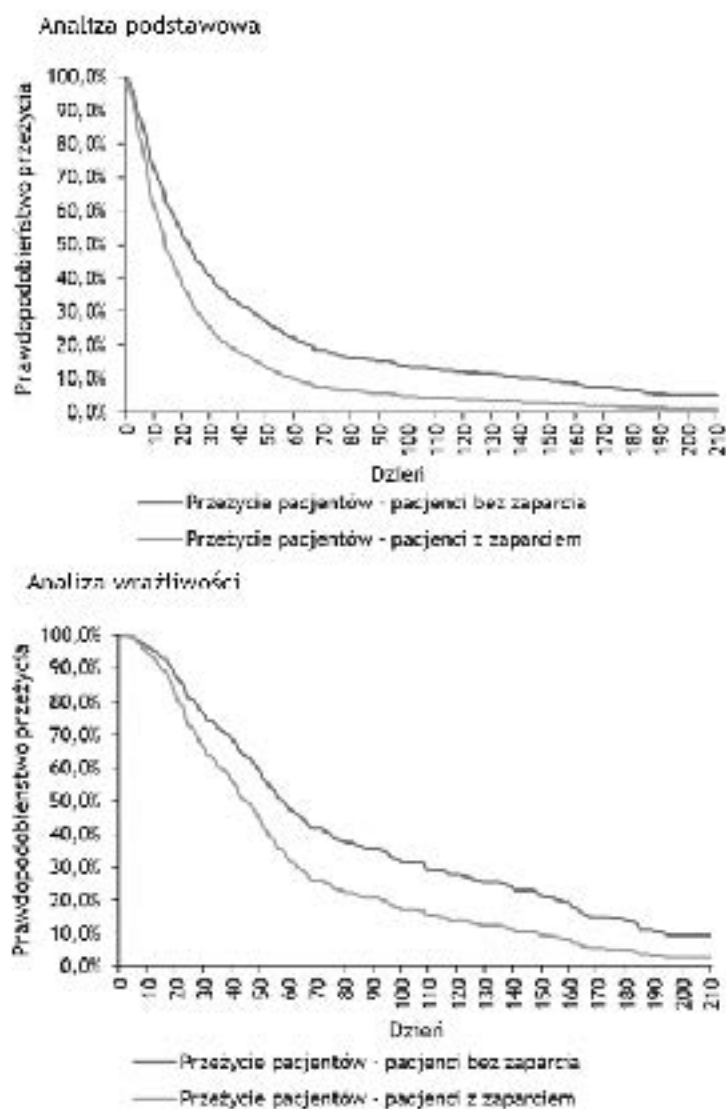 Analiza podstawowa
Prawdopodobieństwo przeżycia
100,0%
90,0%
80,0%
70,0%
60,0%
50,0%
40,0%
30,0%
20,0%
10,0%
0,0%
0 10 20 30 40 50 60 70 80 90 100 110 120 130 140 150 160 170 180 190 200 210
Dzień
Przeżycie pacjentów - pacjenci bez zaparcia
Przeżycie pacjentów - pacjenci z zaparciem
Analiza wrażliwości
Prawdopodobieństwo przeżycia
100,0%
90,0%
80,0%
70,0%
60,0%
50,0%
40,0%
30,0%
20,0%
10,0%
0,0%
0 10 20 30 40 50 60 70 80 90 100 110 120 130 140 150 160 170 180 190 200 210
Dzień
Przeżycie pacjentów - pacjenci bez zaparcia
Przeżycie pacjentów - pacjenci z zaparciem